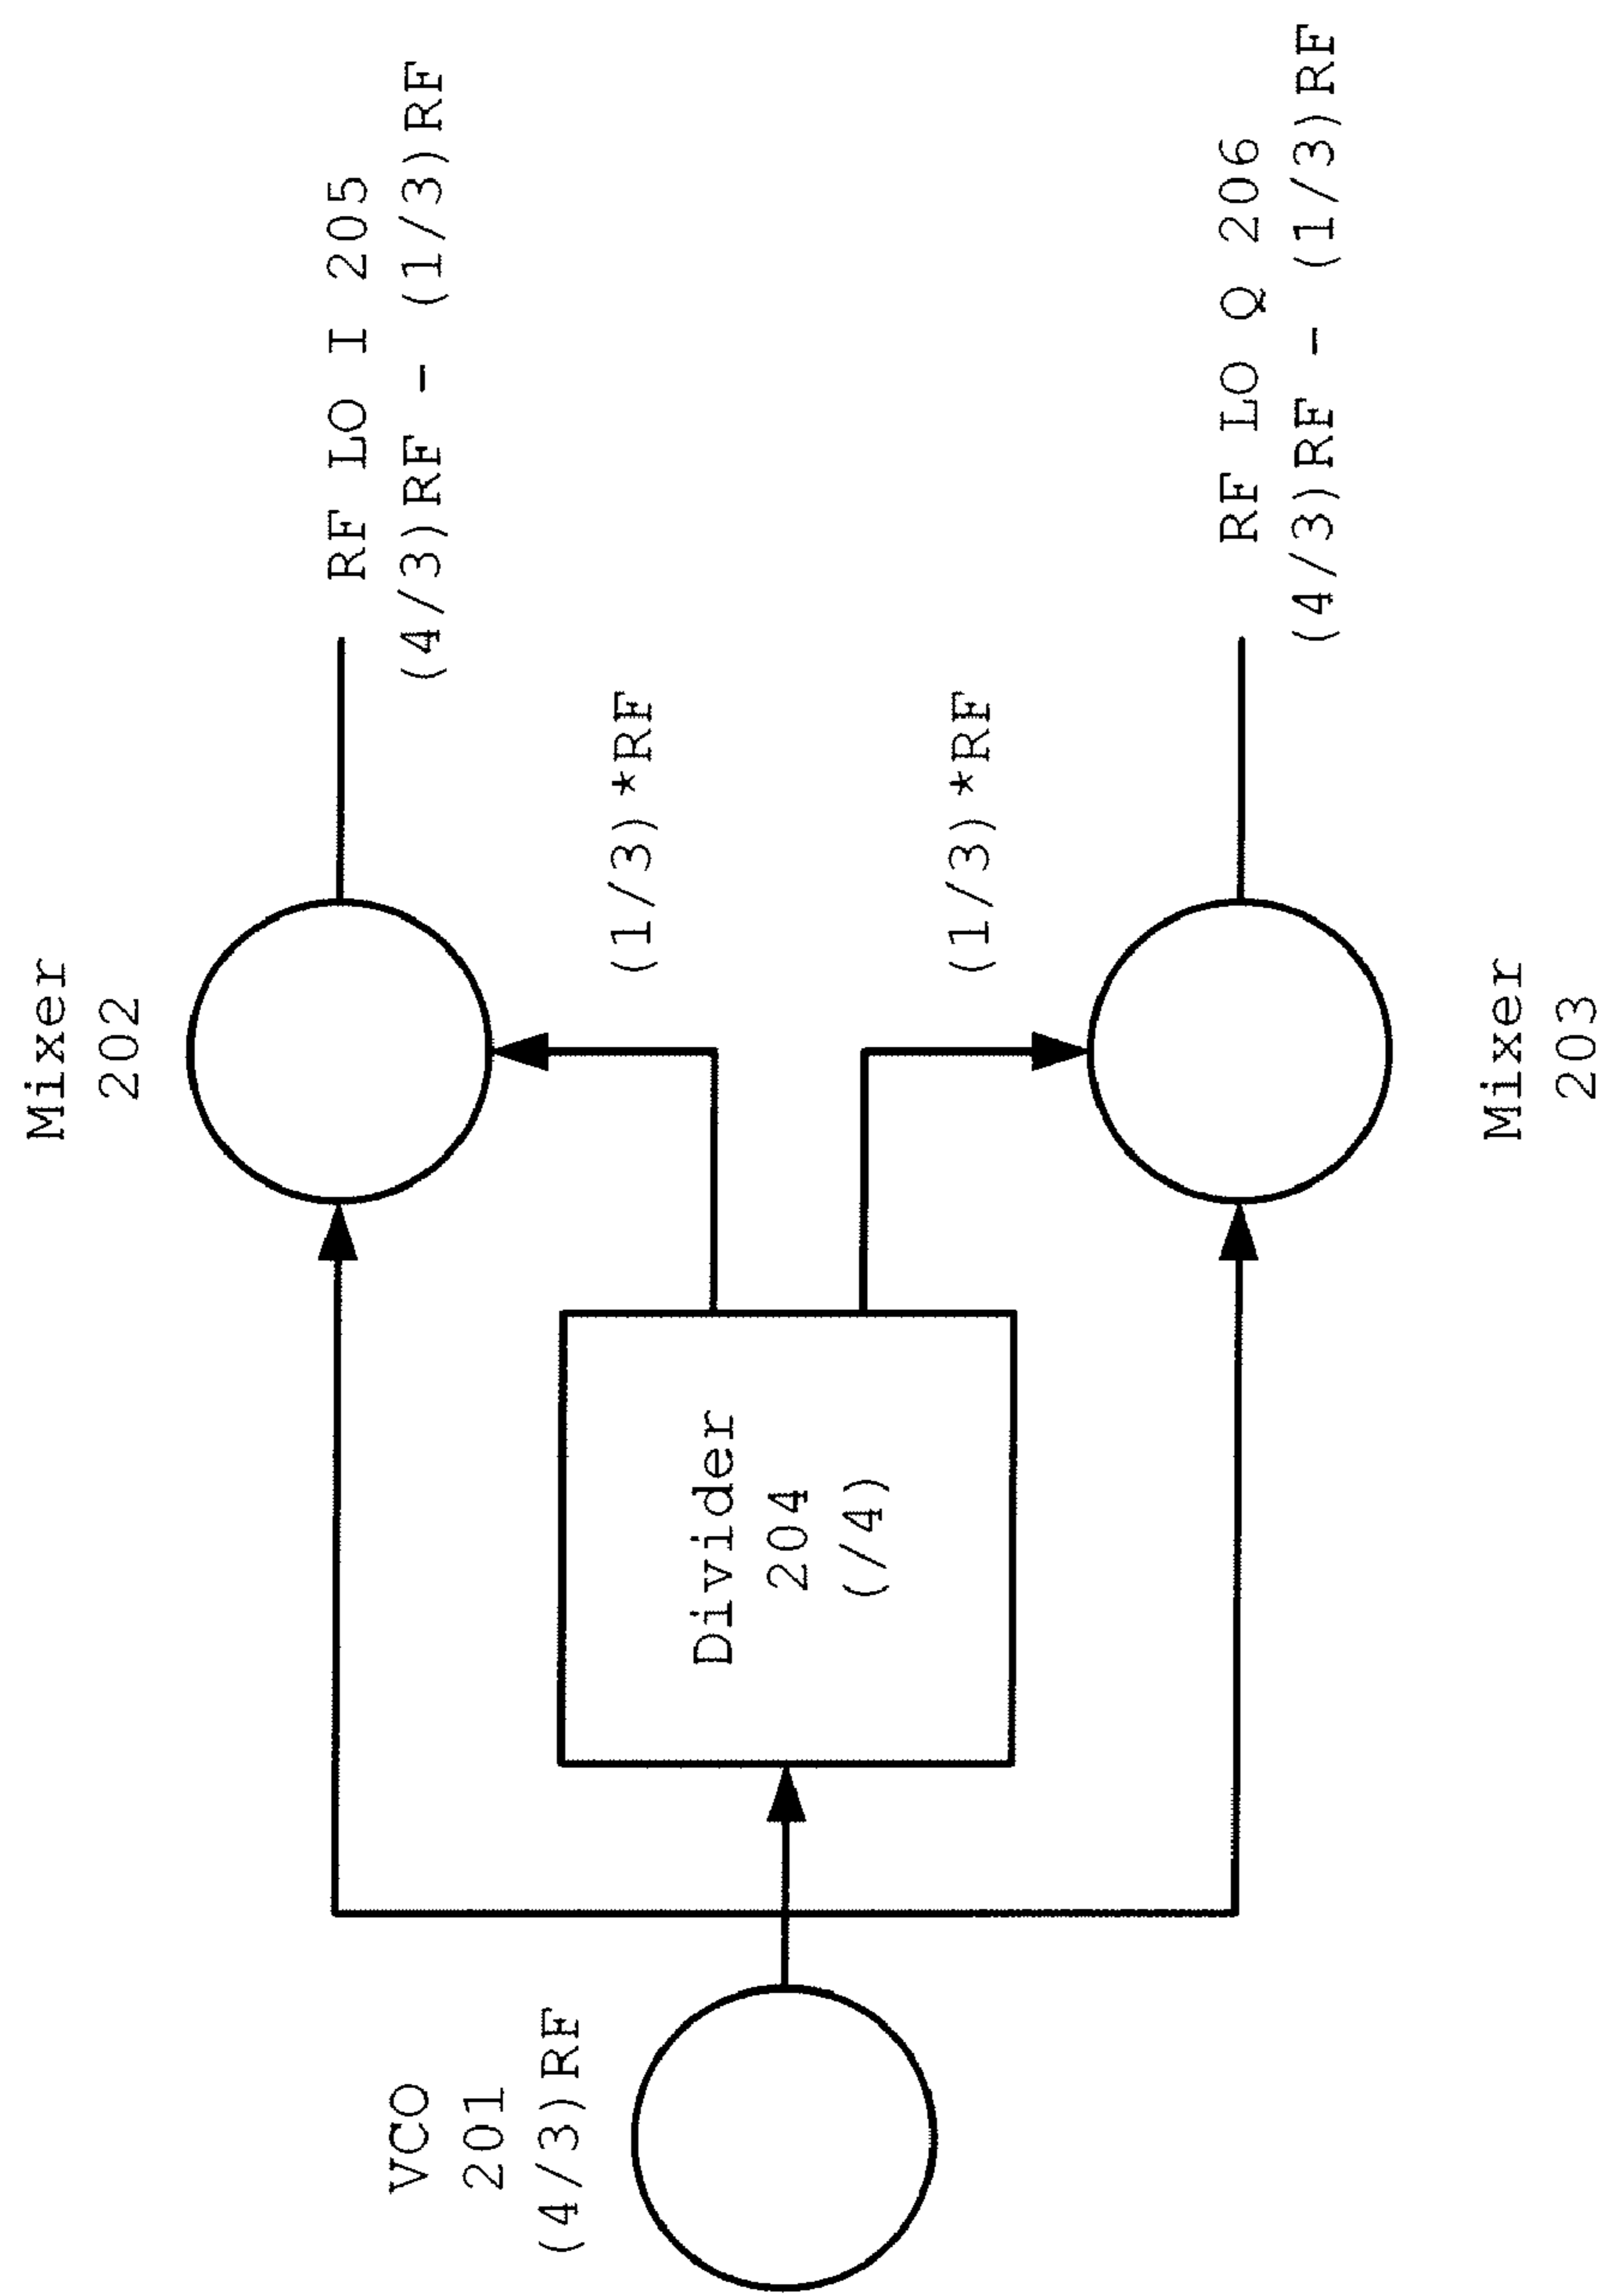 VCO
201
(4/3)RF
Divider
204
(/4)
Mixer
202
(1/3)*RF
RF LO I 205
(4/3)RF - (1/3)RF
(1/3)*RF
Mixer
203
RF LO Q 206
(4/3)RF - (1/3)RF